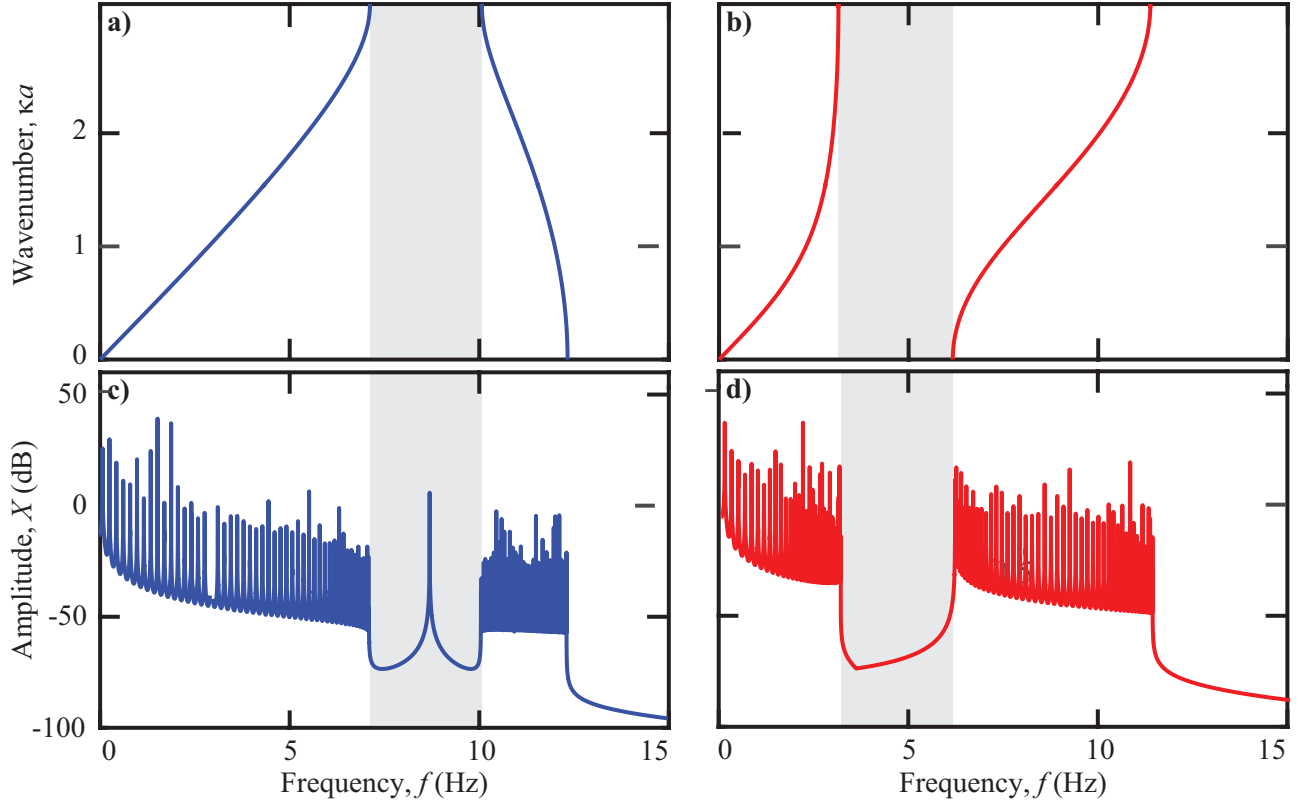 a)
b)
Wavenumber, κa
2
1
0
c)
d)
Amplitude, X (dB)
50
0
-50
-100
0
5
10
15
0
5
10
15
Frequency, f (Hz)
Frequency, f (Hz)